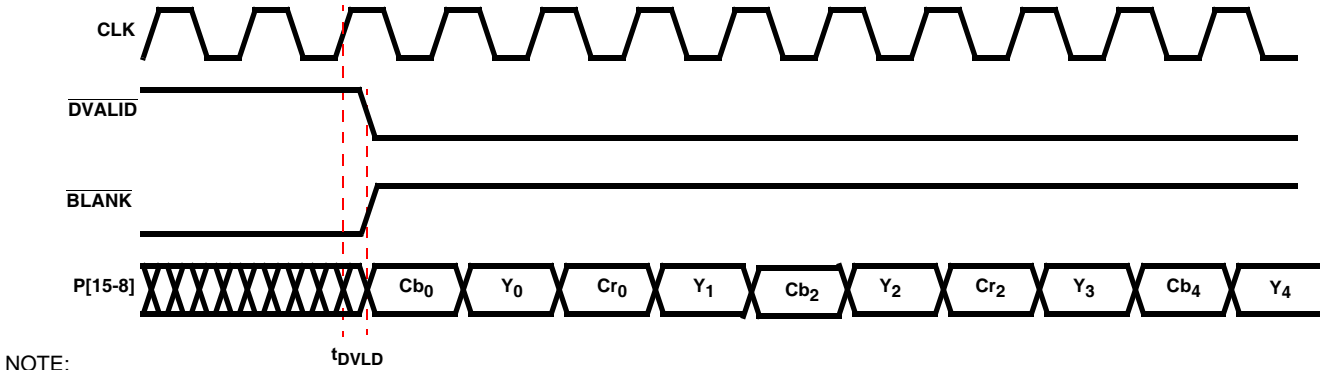 CLK
DVALID
BLANK
P[15-8] Cb0 Y0 Cr0 Y1 Cb2 Y2 Cr2 Y3 Cb4 Y4
tDVLD
NOTE: